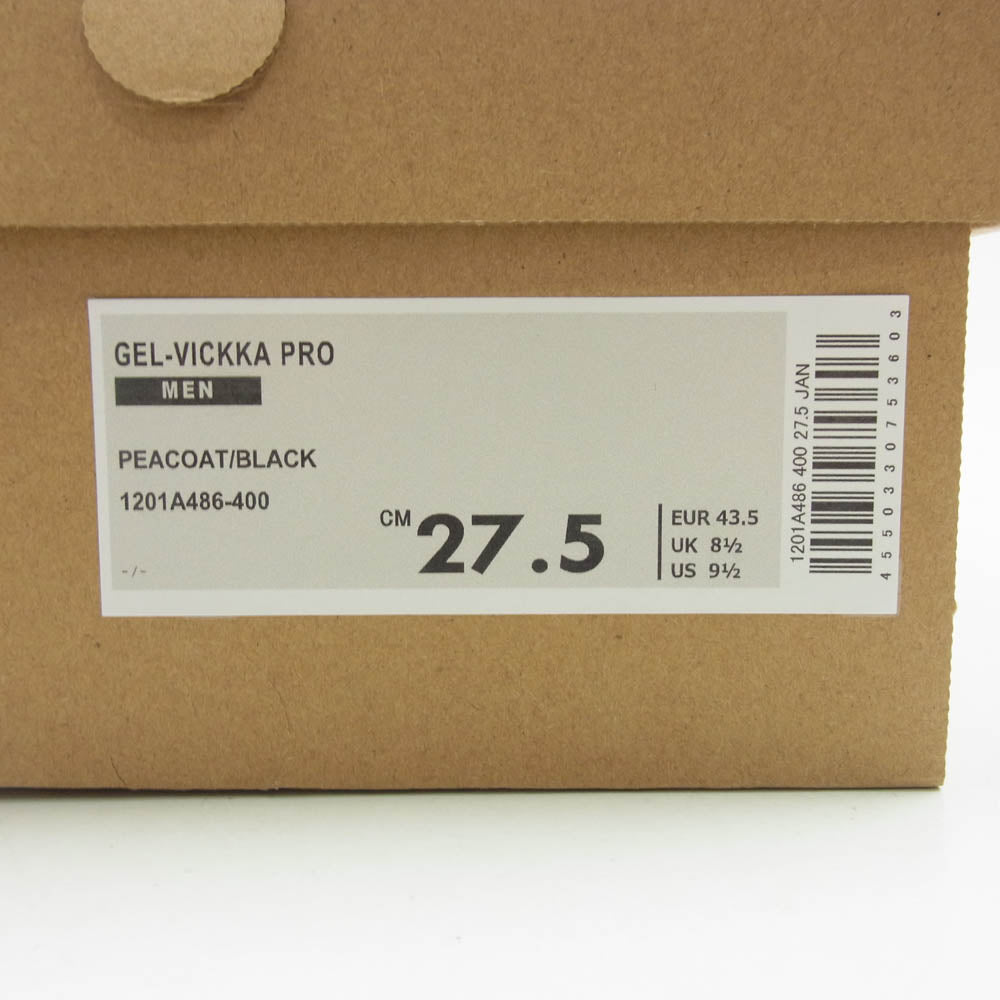 GEL-VICKKA PRO
MEN
PEACOAT/BLACK
1201A486-400
-/-
CM 27.5
EUR 43.5
UK 8½
US 9½
1201A486 400 27.5 JAN
4550330753603